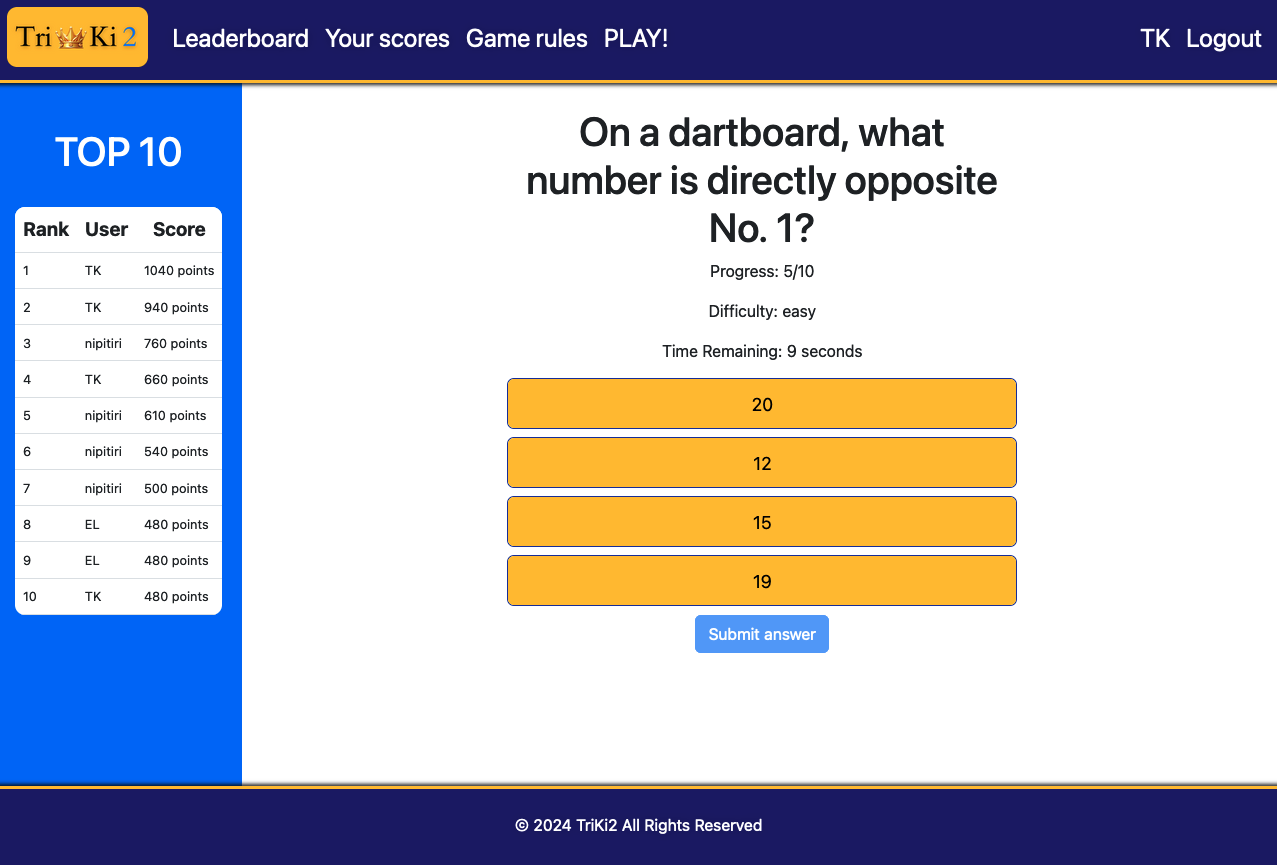 Tri Ki 2
Leaderboard Your scores Game rules PLAY! TK Logout
TOP 10
Rank User Score
1 TK 1040 points
2 TK 940 points
3 nipitiri 760 points
4 TK 660 points
5 nipitiri 610 points
6 nipitiri 540 points
7 nipitiri 500 points
8 EL 480 points
9 EL 480 points
10 TK 480 points
On a dartboard, what
number is directly opposite
No. 1?
Progress: 5/10
Difficulty: easy
Time Remaining: 9 seconds
20
12
15
19
Submit answer
© 2024 TriKi2 All Rights Reserved